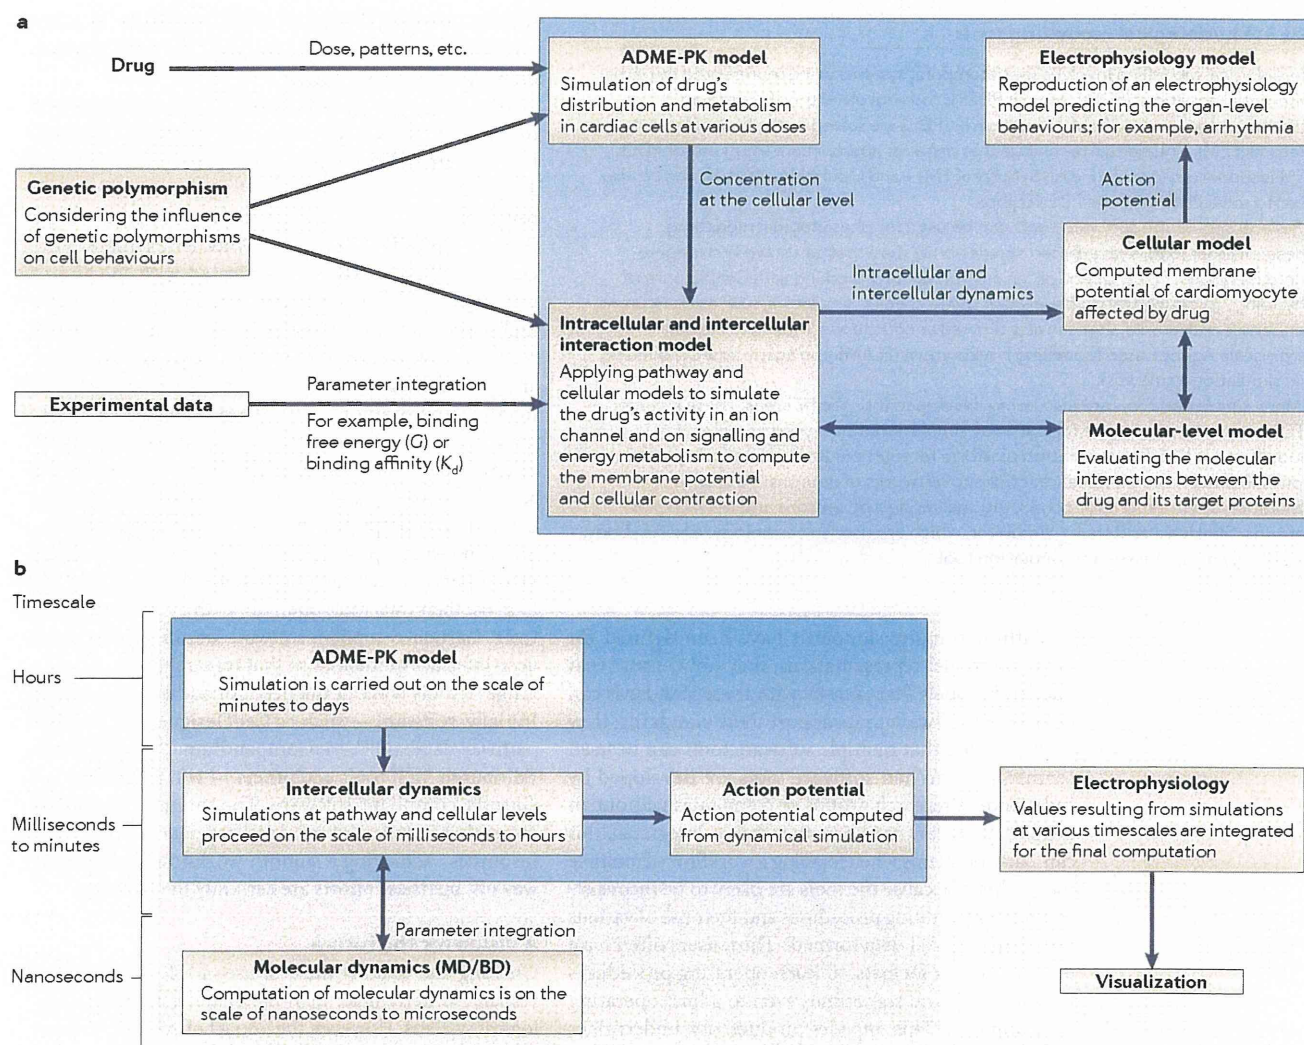 a
Drug
Dose, patterns, etc.
ADME-PK model
Simulation of drug's
distribution and metabolism
in cardiac cells at various doses
Electrophysiology model
Reproduction of an electrophysiology
model predicting the organ-level
behaviours; for example, arrhythmia
Genetic polymorphism
Considering the influence
of genetic polymorphisms
on cell behaviours
Concentration
at the cellular level
Action
potential
Cellular model
Computed membrane
potential of cardiomyocyte
affected by drug
Intracellular and
intercellular dynamics
Intracellular and intercellular
interaction model
Applying pathway and
cellular models to simulate
the drug's activity in an ion
channel and on signalling and
energy metabolism to compute
the membrane potential
and cellular contraction
Experimental data
Parameter integration
For example, binding
free energy (G) or
binding affinity (Kd)
Molecular-level model
Evaluating the molecular
interactions between the
drug and its target proteins
b
Timescale
Hours
ADME-PK model
Simulation is carried out on the scale of
minutes to days
Milliseconds
to minutes
Intercellular dynamics
Simulations at pathway and cellular levels
proceed on the scale of milliseconds to hours
Action potential
Action potential computed
from dynamical simulation
Electrophysiology
Values resulting from simulations
at various timescales are integrated
for the final computation
Parameter integration
Nanoseconds
Molecular dynamics (MD/BD)
Computation of molecular dynamics is on the
scale of nanoseconds to microseconds
Visualization